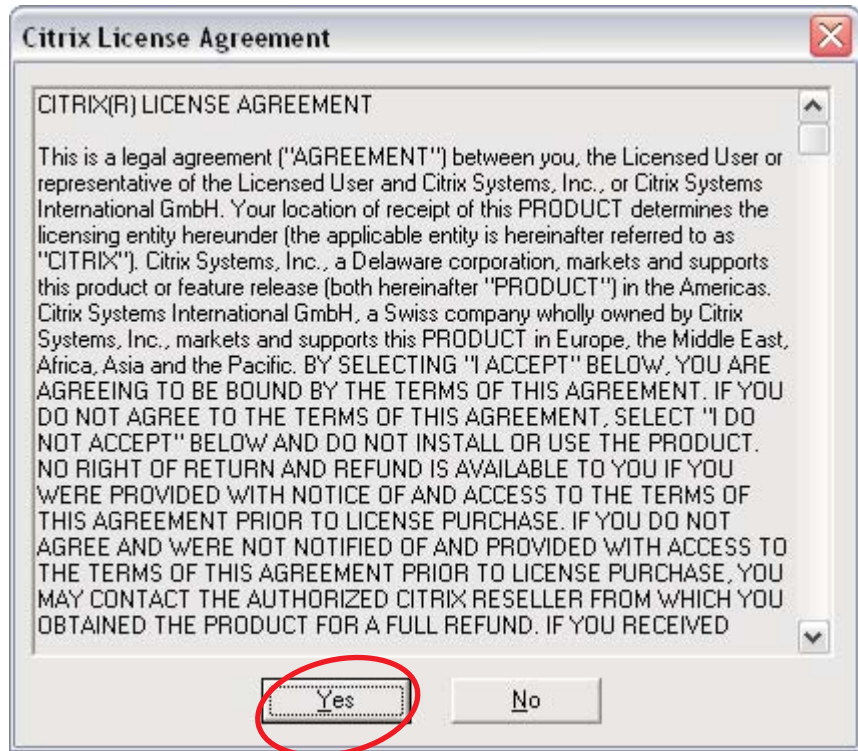 Citrix License Agreement
CITRIX(R) LICENSE AGREEMENT
This is a legal agreement ("AGREEMENT") between you, the Licensed User or
representative of the Licensed User and Citrix Systems, Inc., or Citrix Systems
International GmbH. Your location of receipt of this PRODUCT determines the
licensing entity hereunder (the applicable entity is hereinafter referred to as
"CITRIX"). Citrix Systems, Inc., a Delaware corporation, markets and supports
this product or feature release (both hereinafter "PRODUCT") in the Americas.
Citrix Systems International GmbH, a Swiss company wholly owned by Citrix
Systems, Inc., markets and supports this PRODUCT in Europe, the Middle East,
Africa, Asia and the Pacific. BY SELECTING "I ACCEPT" BELOW, YOU ARE
AGREEING TO BE BOUND BY THE TERMS OF THIS AGREEMENT. IF YOU
DO NOT AGREE TO THE TERMS OF THIS AGREEMENT, SELECT "I DO
NOT ACCEPT" BELOW AND DO NOT INSTALL OR USE THE PRODUCT.
NO RIGHT OF RETURN AND REFUND IS AVAILABLE TO YOU IF YOU
WERE PROVIDED WITH NOTICE OF AND ACCESS TO THE TERMS OF
THIS AGREEMENT PRIOR TO LICENSE PURCHASE. IF YOU DO NOT
AGREE AND WERE NOT NOTIFIED OF AND PROVIDED WITH ACCESS TO
THE TERMS OF THIS AGREEMENT PRIOR TO LICENSE PURCHASE, YOU
MAY CONTACT THE AUTHORIZED CITRIX RESELLER FROM WHICH YOU
OBTAINED THE PRODUCT FOR A FULL REFUND. IF YOU RECEIVED
Yes No